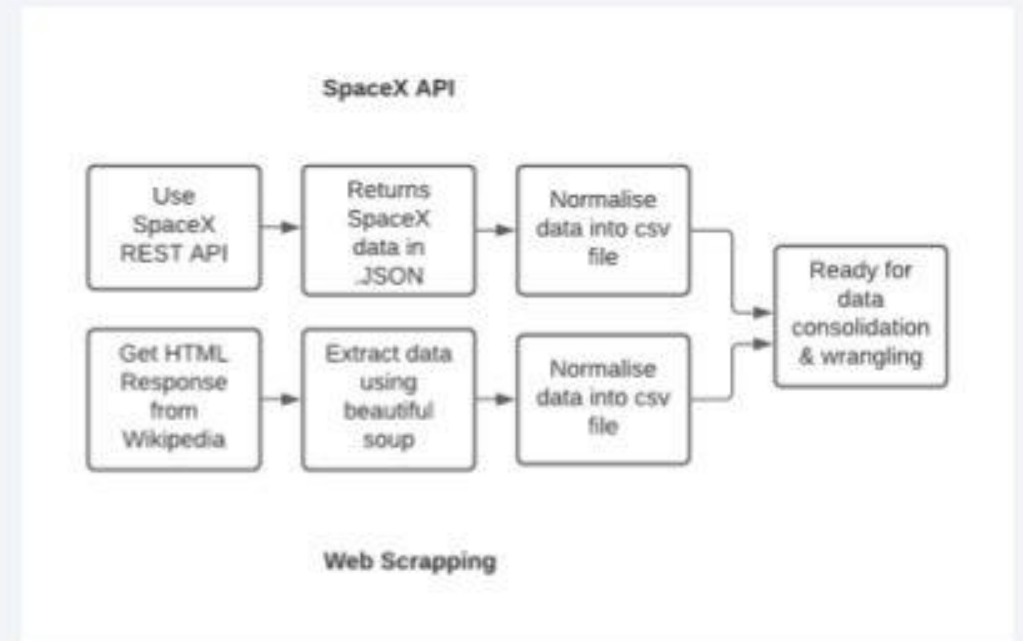 SpaceX API
Use
SpaceX
REST API
Returns
SpaceX
data in
.JSON
Normalise
data into csv
file
Ready for
data
consolidation
& wrangling
Get HTML
Response
from
Wikipedia
Extract data
using
beautiful
soup
Normalise
data into csv
file
Web Scrapping